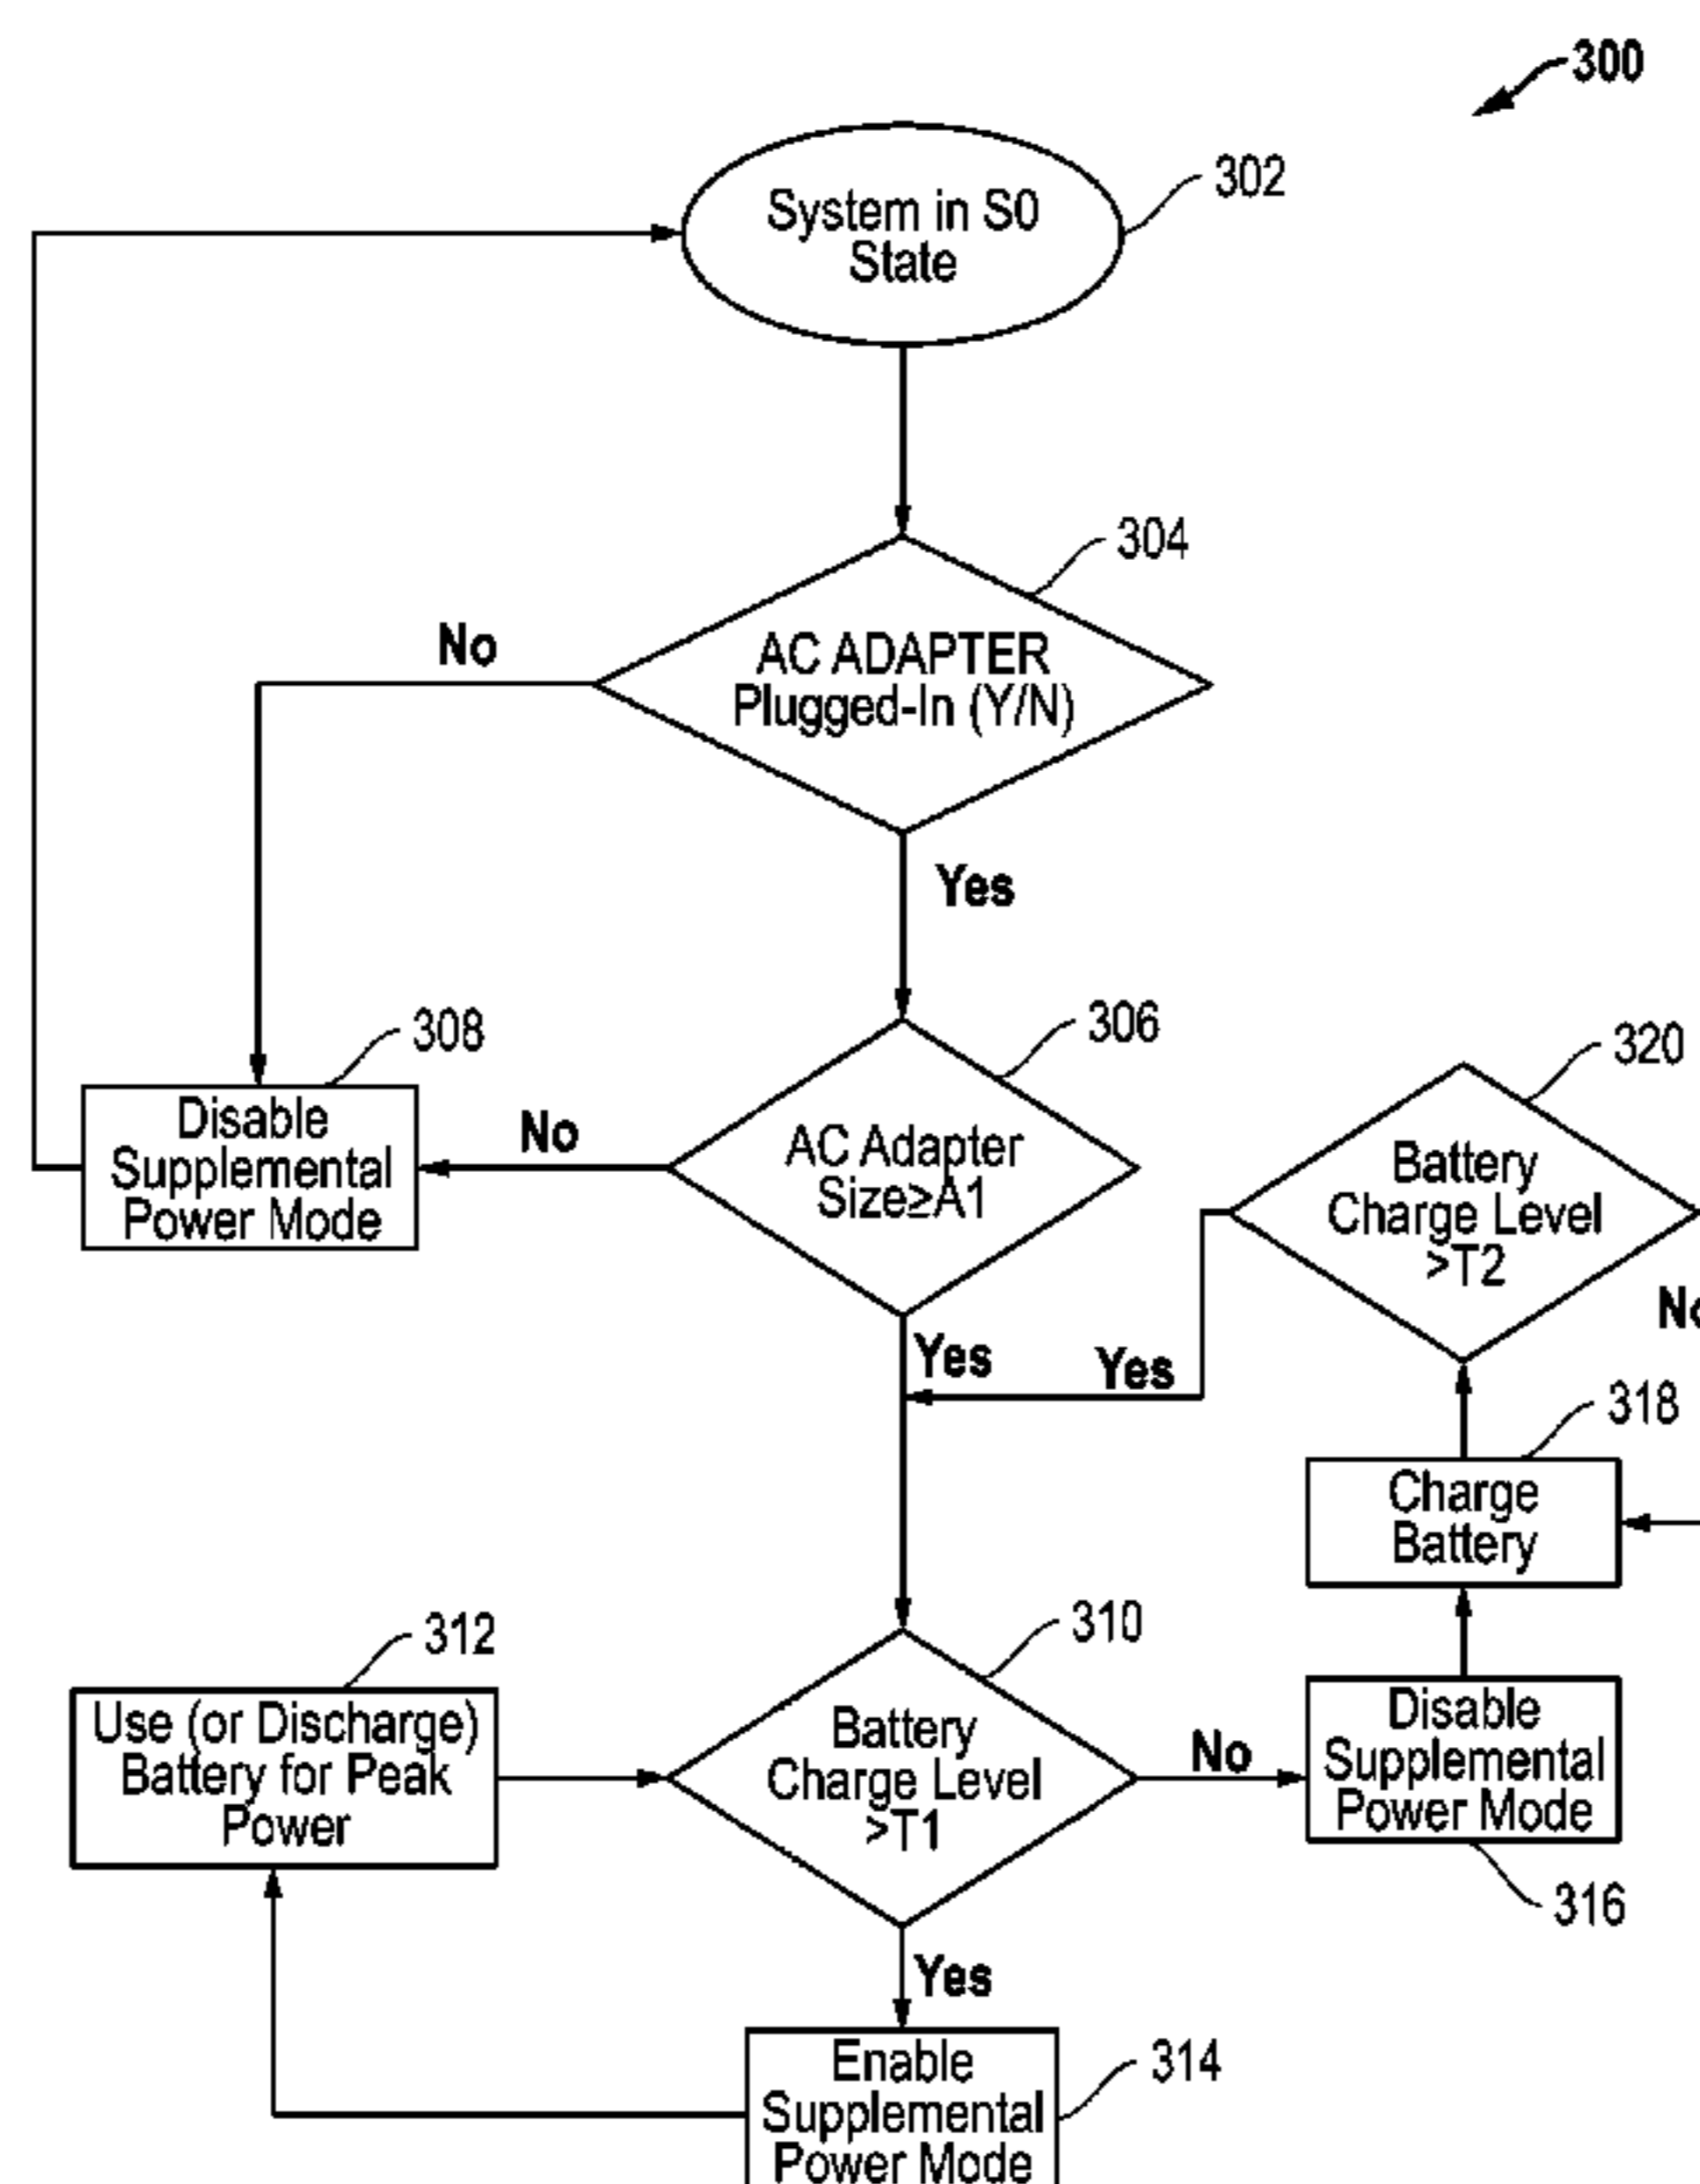 300
System in S0
State
302
304
AC ADAPTER
Plugged-In (Y/N)
No
Yes
308
Disable
Supplemental
Power Mode
No
306
AC Adapter
Size≥A1
Yes
320
Battery
Charge Level
>T2
No
Yes
318
Charge
Battery
312
Use (or Discharge)
Battery for Peak
Power
310
Battery
Charge Level
>T1
No
Disable
Supplemental
Power Mode
316
Yes
Enable
Supplemental
Power Mode
314